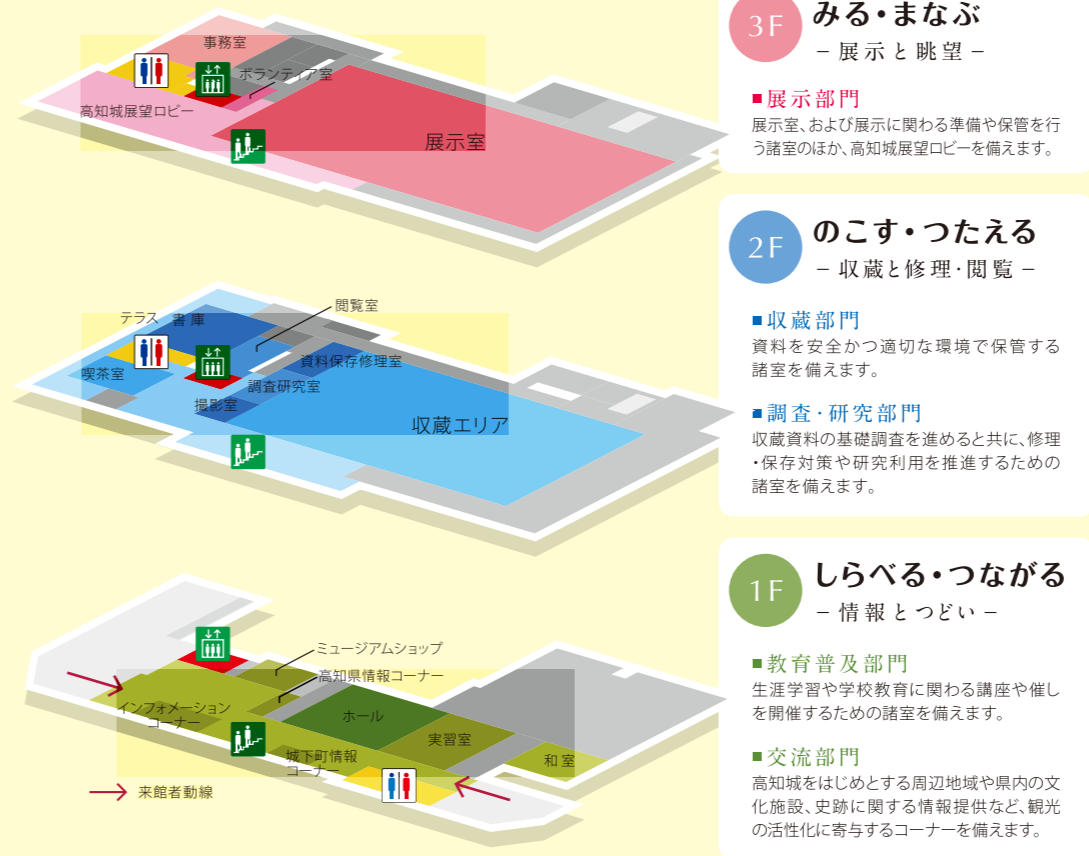 事務室
ボランティア室
高知城展望ロビー
展示室
3F
みる・まなぶ
− 展示と眺望 −
■展示部門
展示室、および展示に関わる準備や保管を行
う諸室のほか、高知城展望ロビーを備えます。
閲覧室
テラス
書庫
資料保存修理室
喫茶室
調査研究室
撮影室
収蔵エリア
2F
のこす・つたえる
− 収蔵と修理・閲覧 −
■収蔵部門
資料を安全かつ適切な環境で保管する
諸室を備えます。
■調査・研究部門
収蔵資料の基礎調査を進めると共に、修理
・保存対策や研究利用を推進するための
諸室を備えます。
ミュージアムショップ
高知県情報コーナー
インフォメーション
コーナー
ホール
実習室
城下町情報
コーナー
和室
来館者動線
1F
しらべる・つながる
− 情報とつどい −
■教育普及部門
生涯学習や学校教育に関わる講座や催し
を開催するための諸室を備えます。
■交流部門
高知城をはじめとする周辺地域や県内の文
化施設、史跡に関する情報提供など、観光
の活性化に寄与するコーナーを備えます。